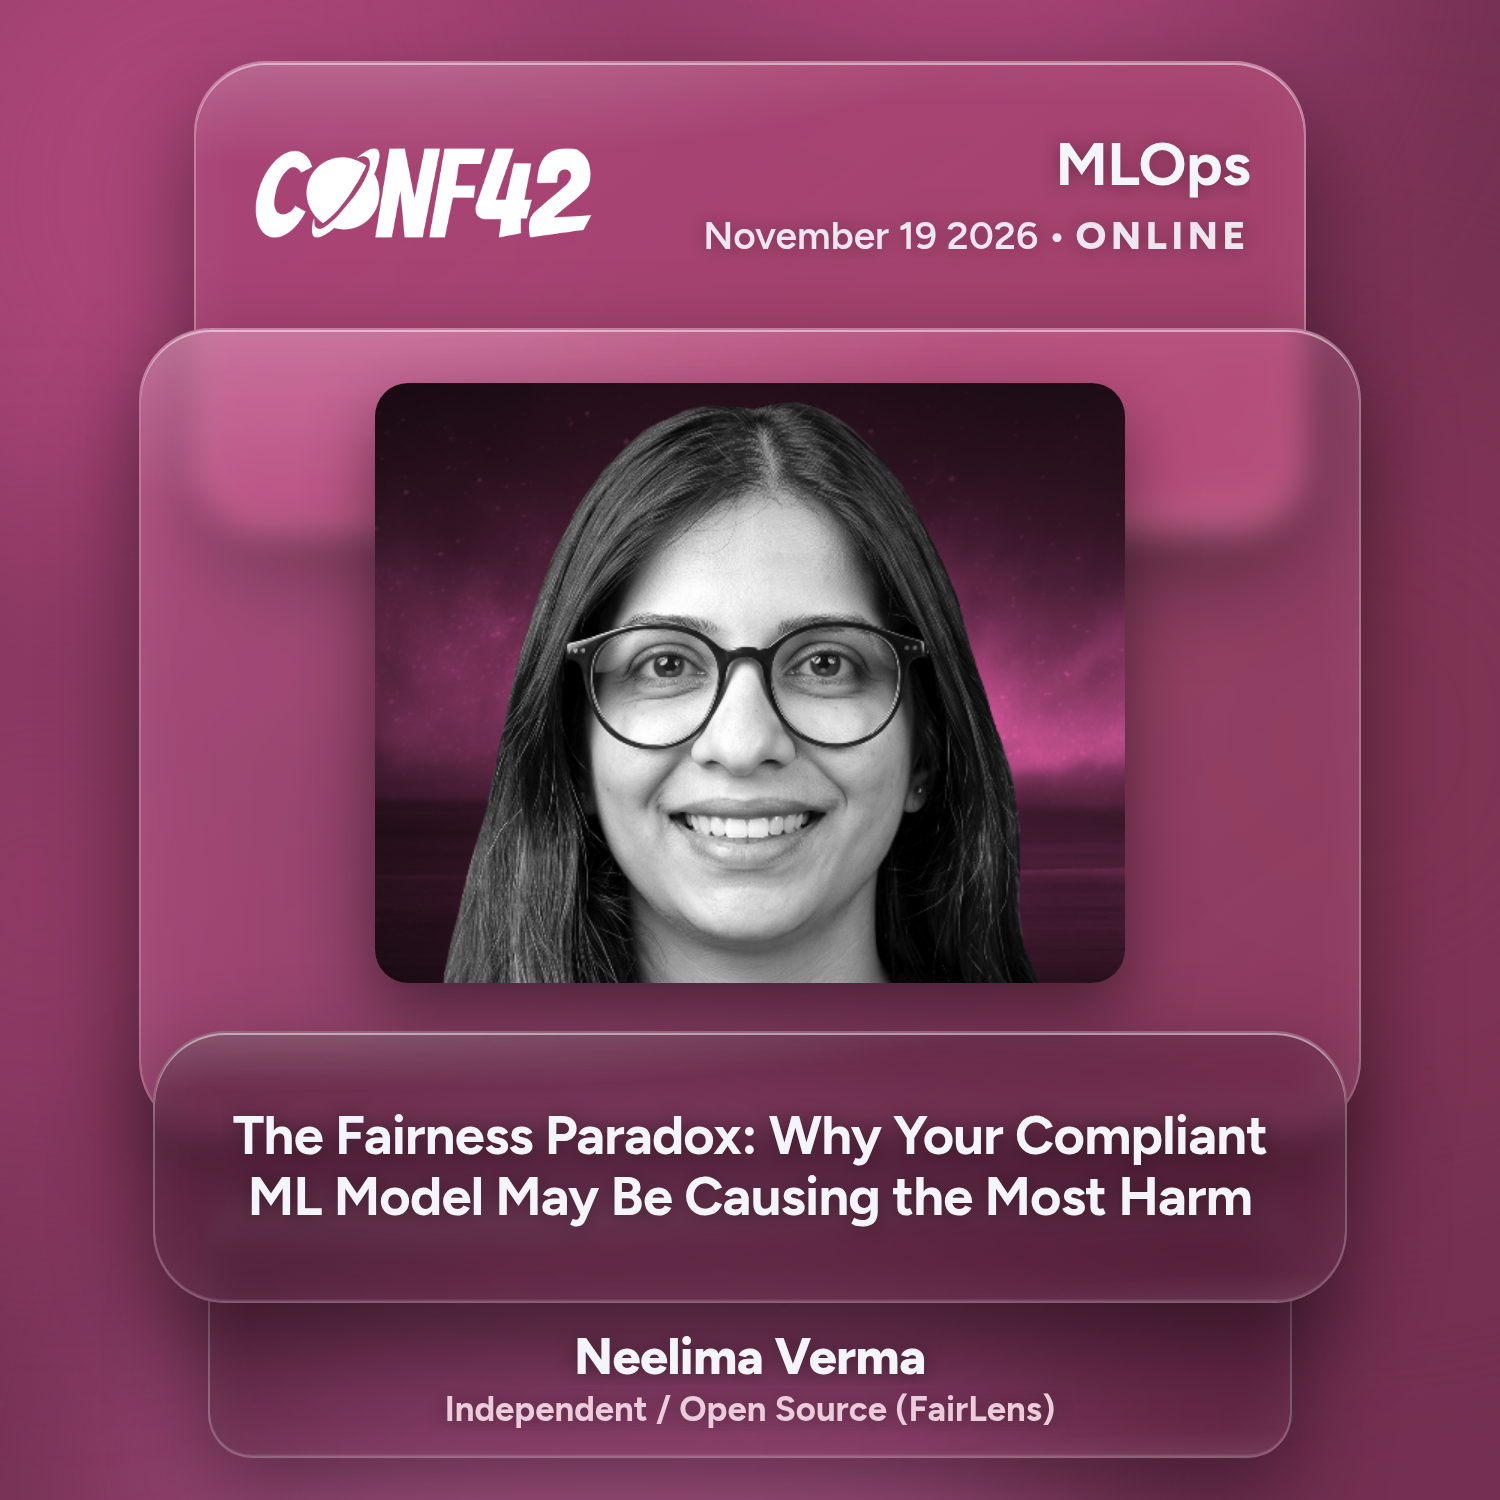 CONF42
MLOps
November 19 2026 • ONLINE
The Fairness Paradox: Why Your Compliant
ML Model May Be Causing the Most Harm
Neelima Verma
Independent / Open Source (FairLens)